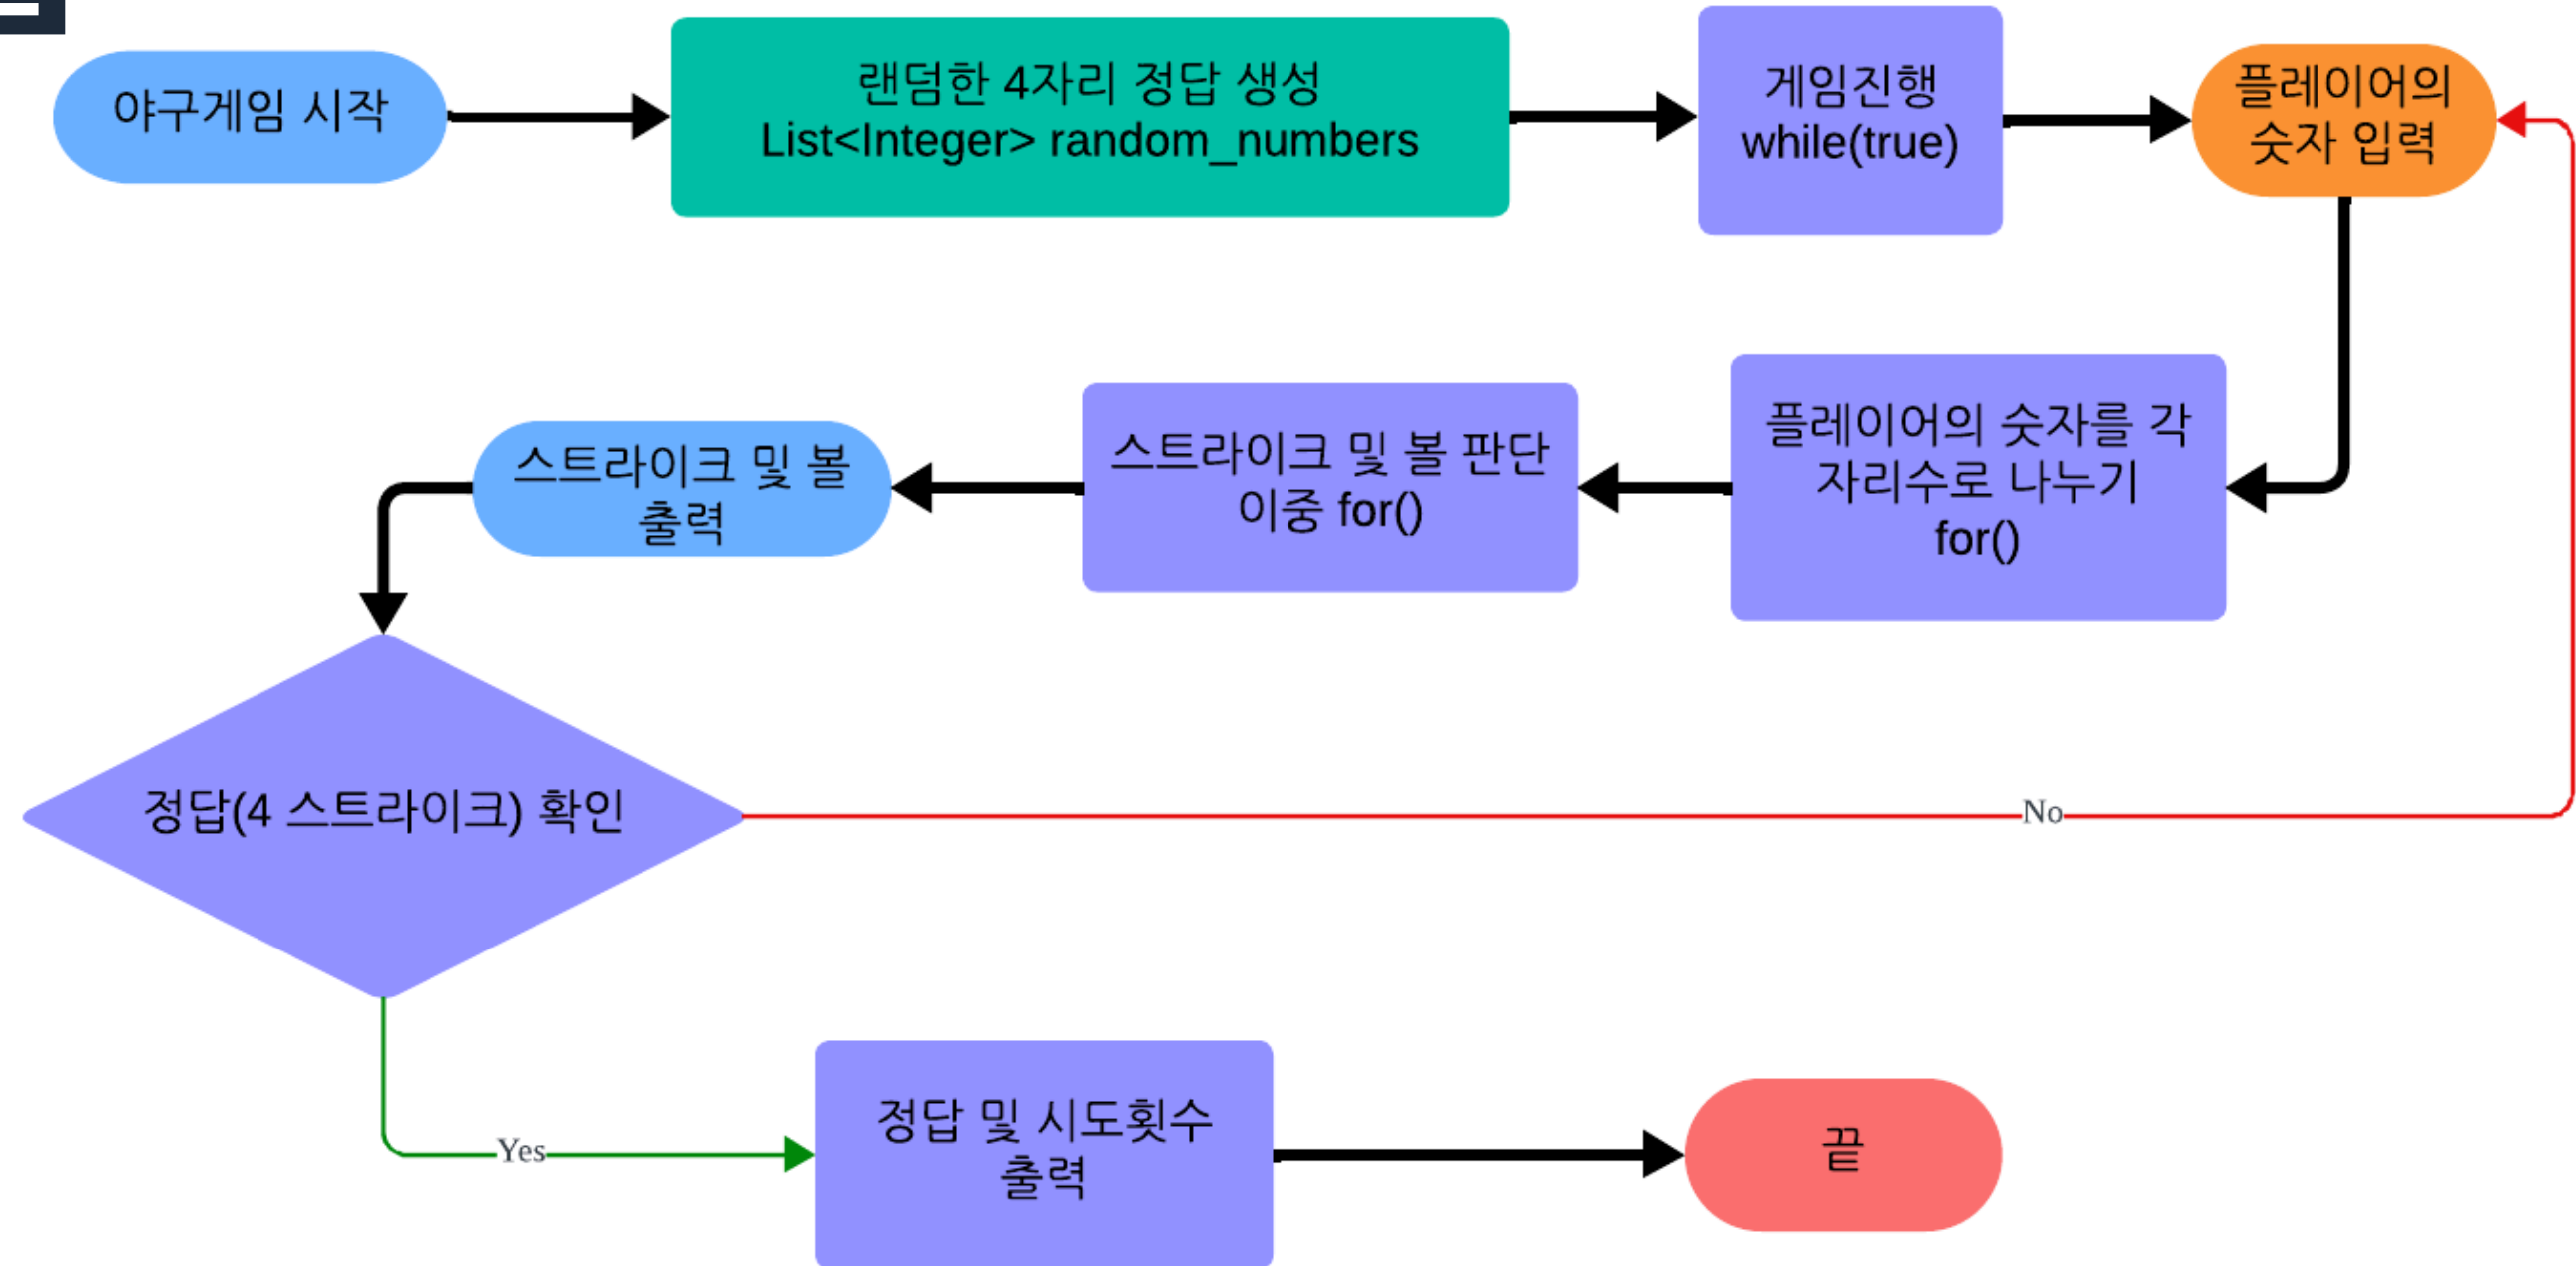 야구게임 시작
랜덤한 4자리 정답 생성
List<Integer> random_numbers
게임진행
while(true)
플레이어의
숫자 입력
플레이어의 숫자를 각
자리수로 나누기
for()
스트라이크 및 볼 판단
이중 for()
스트라이크 및 볼
출력
정답(4 스트라이크) 확인
No
Yes
정답 및 시도횟수
출력
끝